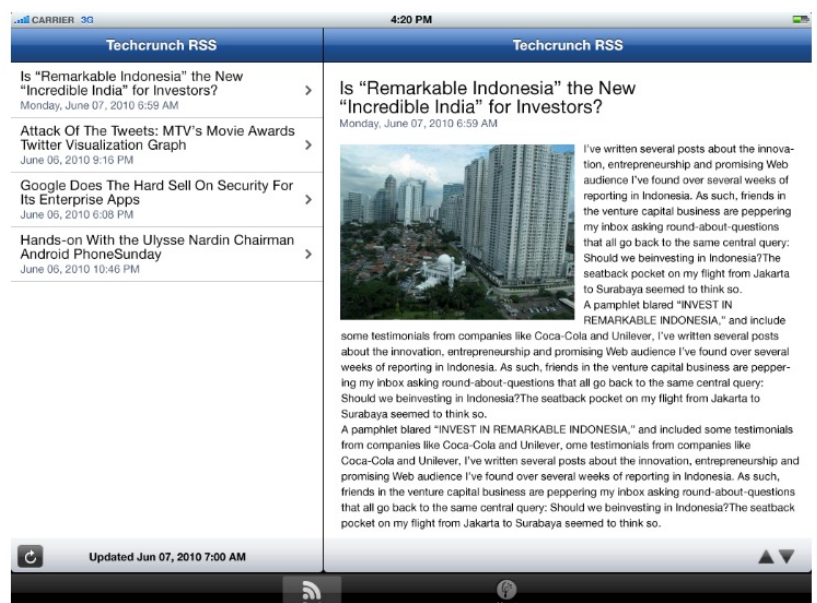 CARRIER 3G
4:20 PM
Techcrunch RSS
Is “Remarkable Indonesia” the New
“Incredible India” for Investors?
Monday, June 07, 2010 6:59 AM
Attack Of The Tweets: MTV’s Movie Awards
Twitter Visualization Graph
June 06, 2010 9:16 PM
Google Does The Hard Sell On Security For
Its Enterprise Apps
June 06, 2010 6:08 PM
Hands-on With the Ulysse Nardin Chairman
Android PhoneSunday
June 06, 2010 10:46 PM
Updated Jun 07, 2010 7:00 AM
Techcrunch RSS
Is “Remarkable Indonesia” the New
“Incredible India” for Investors?
Monday, June 07, 2010 6:59 AM
I’ve written several posts about the innova-
tion, entrepreneurship and promising Web
audience I’ve found over several weeks of
reporting in Indonesia. As such, friends in
the venture capital business are peppering
my inbox asking round-about-questions
that all go back to the same central query:
Should we beinvesting in Indonesia?The
seatback pocket on my flight from Jakarta
to Surabaya seemed to think so.
A pamphlet blared “INVEST IN
REMARKABLE INDONESIA,” and include
some testimonials from companies like Coca-Cola and Unilever, I’ve written several posts
about the innovation, entrepreneurship and promising Web audience I’ve found over several
weeks of reporting in Indonesia. As such, friends in the venture capital business are pepper-
ing my inbox asking round-about-questions that all go back to the same central query:
Should we beinvesting in Indonesia?The seatback pocket on my flight from Jakarta to
Surabaya seemed to think so.
A pamphlet blared “INVEST IN REMARKABLE INDONESIA,” and included some testimonials
from companies like Coca-Cola and Unilever, ome testimonials from companies like
Coca-Cola and Unilever, I’ve written several posts about the innovation, entrepreneurship and
promising Web audience I’ve found over several weeks of reporting in Indonesia. As such,
friends in the venture capital business are peppering my inbox asking round-about-questions
that all go back to the same central query: Should we beinvesting in Indonesia?The seatback
pocket on my flight from Jakarta to Surabaya seemed to think so.